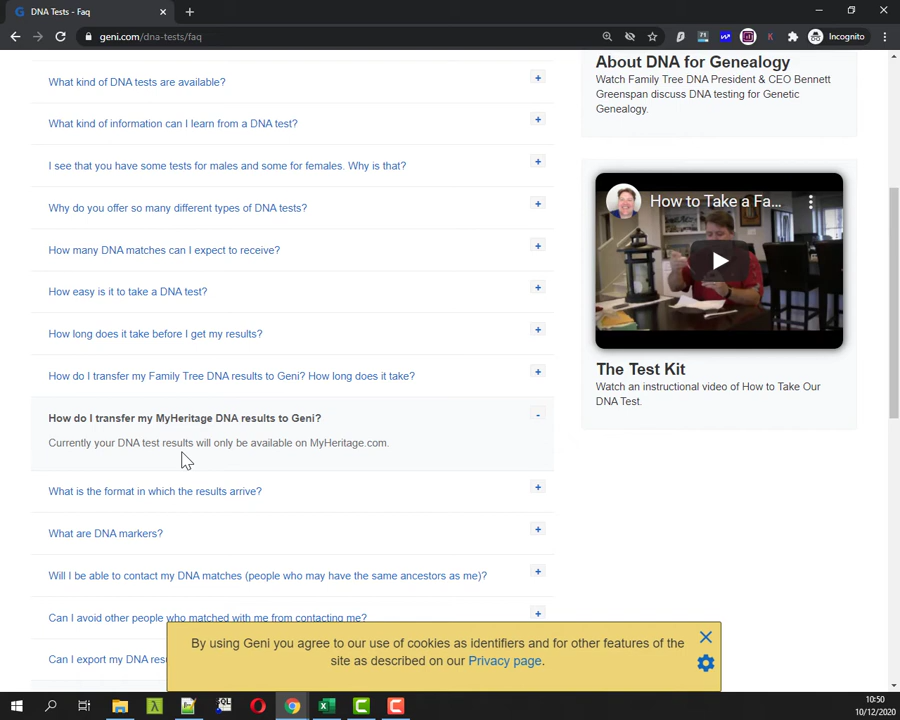 DNA Tests - Faq
geni.com/dna-tests/faq
Incognito
What kind of DNA tests are available?
What kind of information can I learn from a DNA test?
I see that you have some tests for males and some for females. Why is that?
Why do you offer so many different types of DNA tests?
How many DNA matches can I expect to receive?
How easy is it to take a DNA test?
How long does it take before I get my results?
How do I transfer my Family Tree DNA results to Geni? How long does it take?
How do I transfer my MyHeritage DNA results to Geni?
Currently your DNA test results will only be available on MyHeritage.com.
What is the format in which the results arrive?
What are DNA markers?
Will I be able to contact my DNA matches (people who may have the same ancestors as me)?
Can I avoid other people who matched with me from contacting me?
Can I export my DNA
About DNA for Genealogy
Watch Family Tree DNA President & CEO Bennett
Greenspan discuss DNA testing for Genetic
Genealogy.
How to Take a Fa...
The Test Kit
Watch an instructional video of How to Take Our
DNA Test.
By using Geni you agree to our use of cookies as identifiers and for other features of the
site as described on our Privacy page.
10:50
10/12/2020